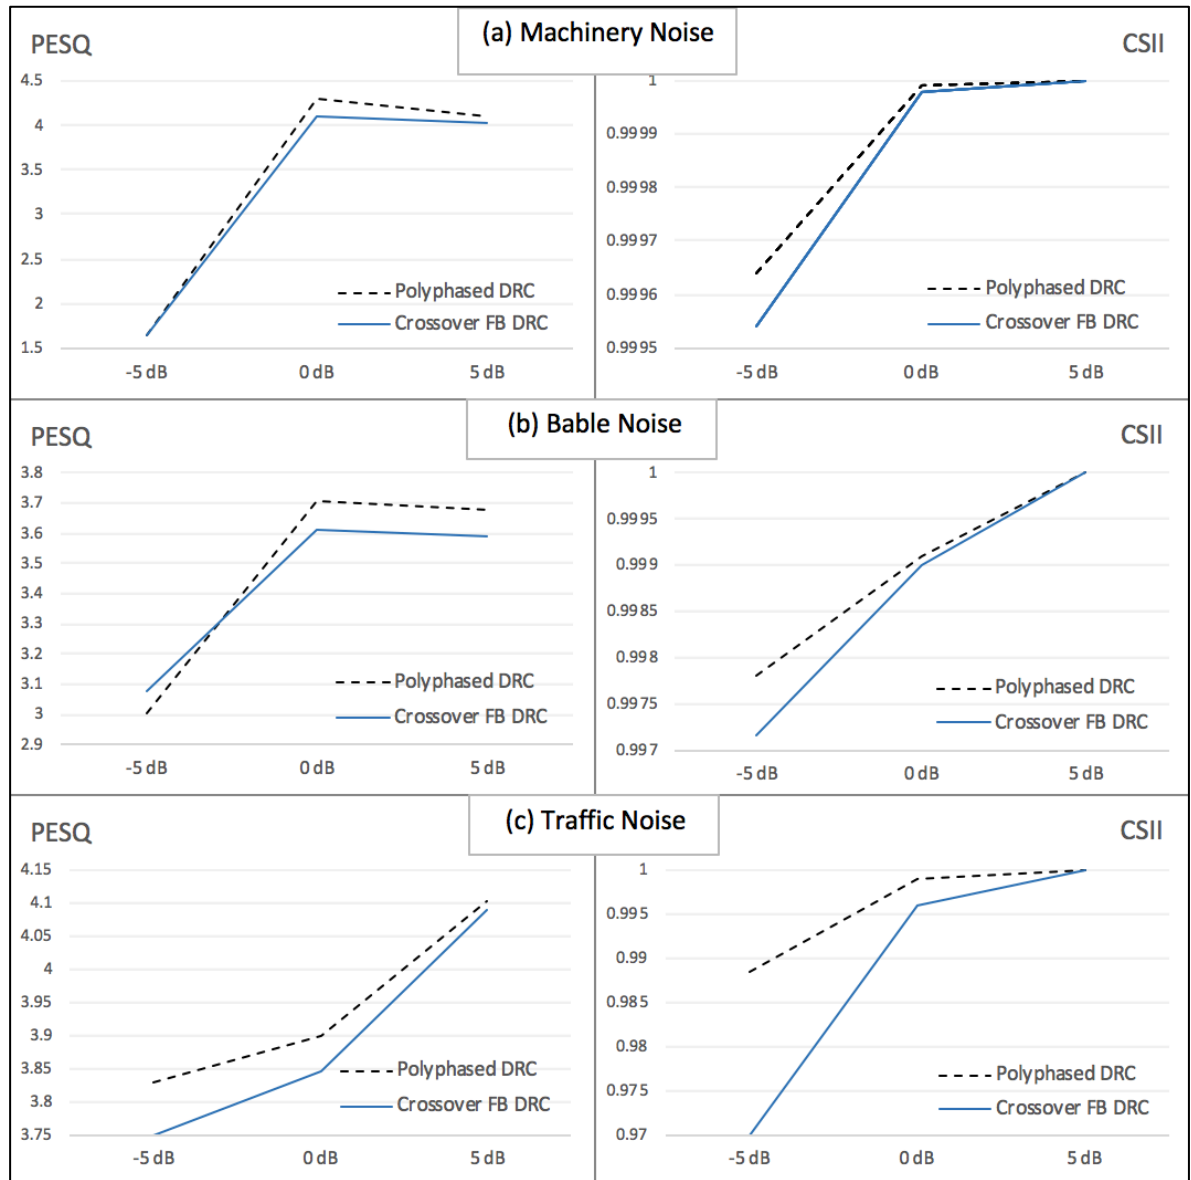 (a) Machinery Noise
PESQ
4.5
4
3.5
3
2.5
2
1.5
-5 dB 0 dB 5 dB
Polyphased DRC
Crossover FB DRC
CSII
1
0.9999
0.9998
0.9997
0.9996
0.9995
-5 dB 0 dB 5 dB
Polyphased DRC
Crossover FB DRC
(b) Bable Noise
PESQ
3.8
3.7
3.6
3.5
3.4
3.3
3.2
3.1
3
2.9
-5 dB 0 dB 5 dB
Polyphased DRC
Crossover FB DRC
CSII
1
0.9995
0.999
0.9985
0.998
0.9975
0.997
-5 dB 0 dB 5 dB
Polyphased DRC
Crossover FB DRC
(c) Traffic Noise
PESQ
4.15
4.1
4.05
4
3.95
3.9
3.85
3.8
3.75
-5 dB 0 dB 5 dB
Polyphased DRC
Crossover FB DRC
CSII
1
0.995
0.99
0.985
0.98
0.975
0.97
-5 dB 0 dB 5 dB
Polyphased DRC
Crossover FB DRC